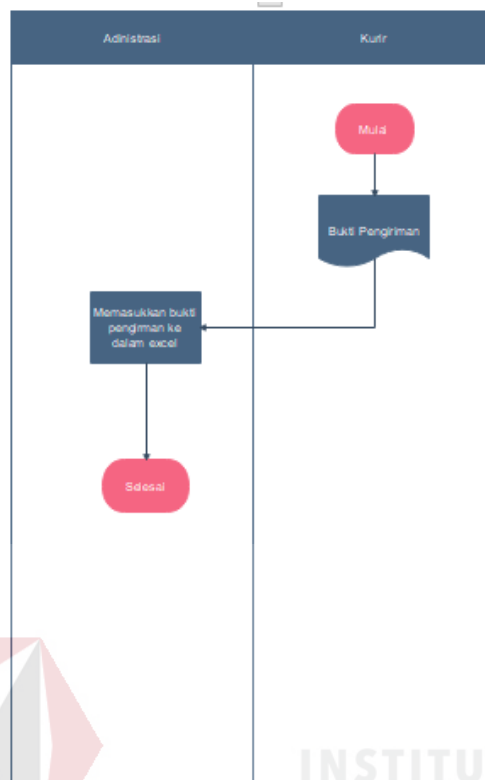 Adinistrasi
Kurir
Mulai
Bukti Pengiriman
Memasukkan bukti
pengirman ke
dalam excel
Selesai
INSTITU